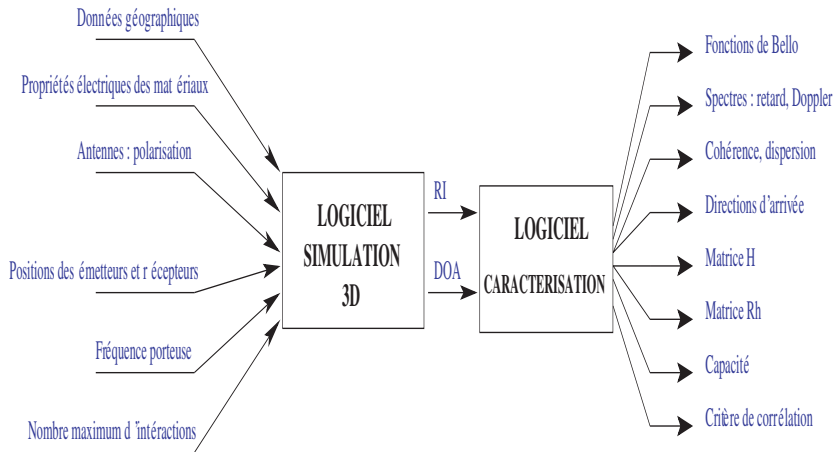 Données géographiques
Propriétés électriques des mat ériaux
Antennes : polarisation
Positions des émetteurs et r écepteurs
Fréquence porteuse
Nombre maximum d 'intéractions
LOGICIEL
SIMULATION
3D
RI
DOA
LOGICIEL
CARACTERISATION
Fonctions de Bello
Spectres : retard, Doppler
Cohérence, dispersion
Directions d'arrivée
Matrice H
Matrice Rh
Capacité
Critère de corrélation